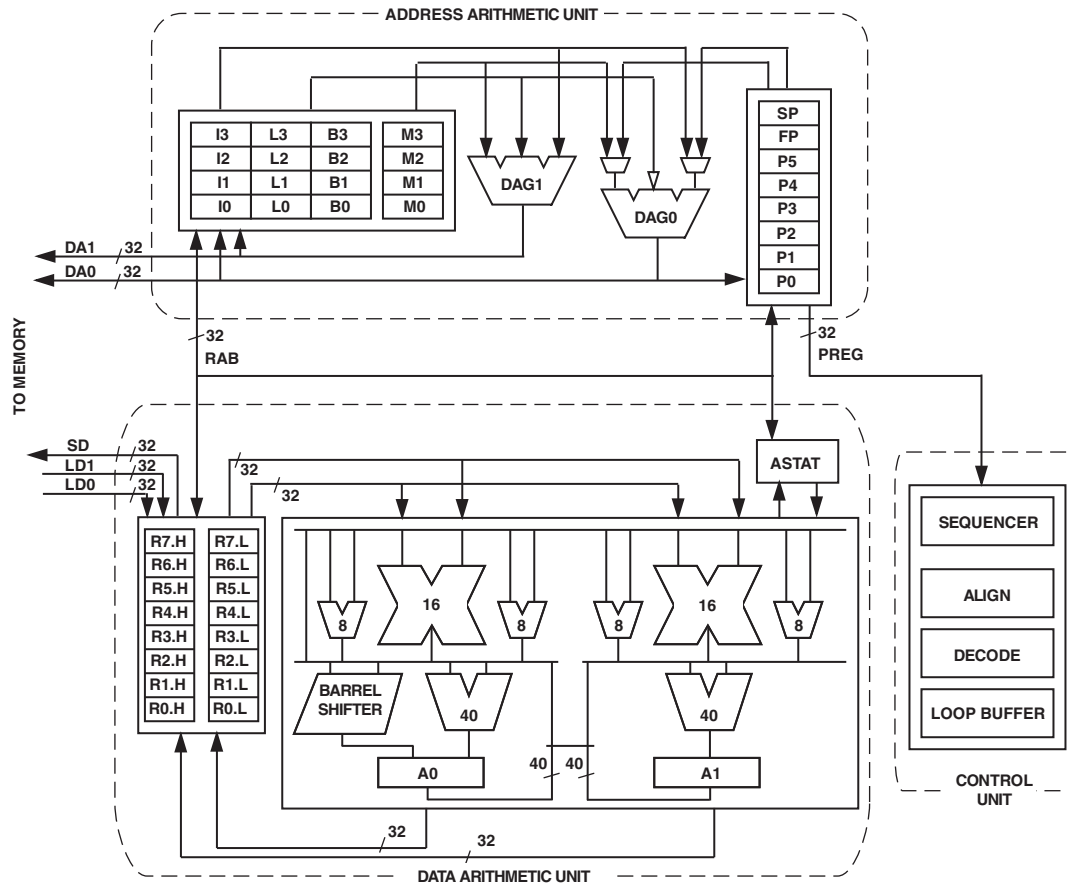 ADDRESS ARITHMETIC UNIT
I3 L3 B3 M3
I2 L2 B2 M2
I1 L1 B1 M1
I0 L0 B0 M0
DAG1
DAG0
SP
FP
P5
P4
P3
P2
P1
P0
DA1 32
DA0 32
32
RAB
32
PREG
TO MEMORY
SD 32
LD1 32
LD0 32
32
32
ASTAT
R7.H R7.L
R6.H R6.L
R5.H R5.L
R4.H R4.L
R3.H R3.L
R2.H R2.L
R1.H R1.L
R0.H R0.L
16
8
8
8
16
8
BARREL
SHIFTER
40
40
A0
40
40
A1
32
32
DATA ARITHMETIC UNIT
SEQUENCER
ALIGN
DECODE
LOOP BUFFER
CONTROL
UNIT